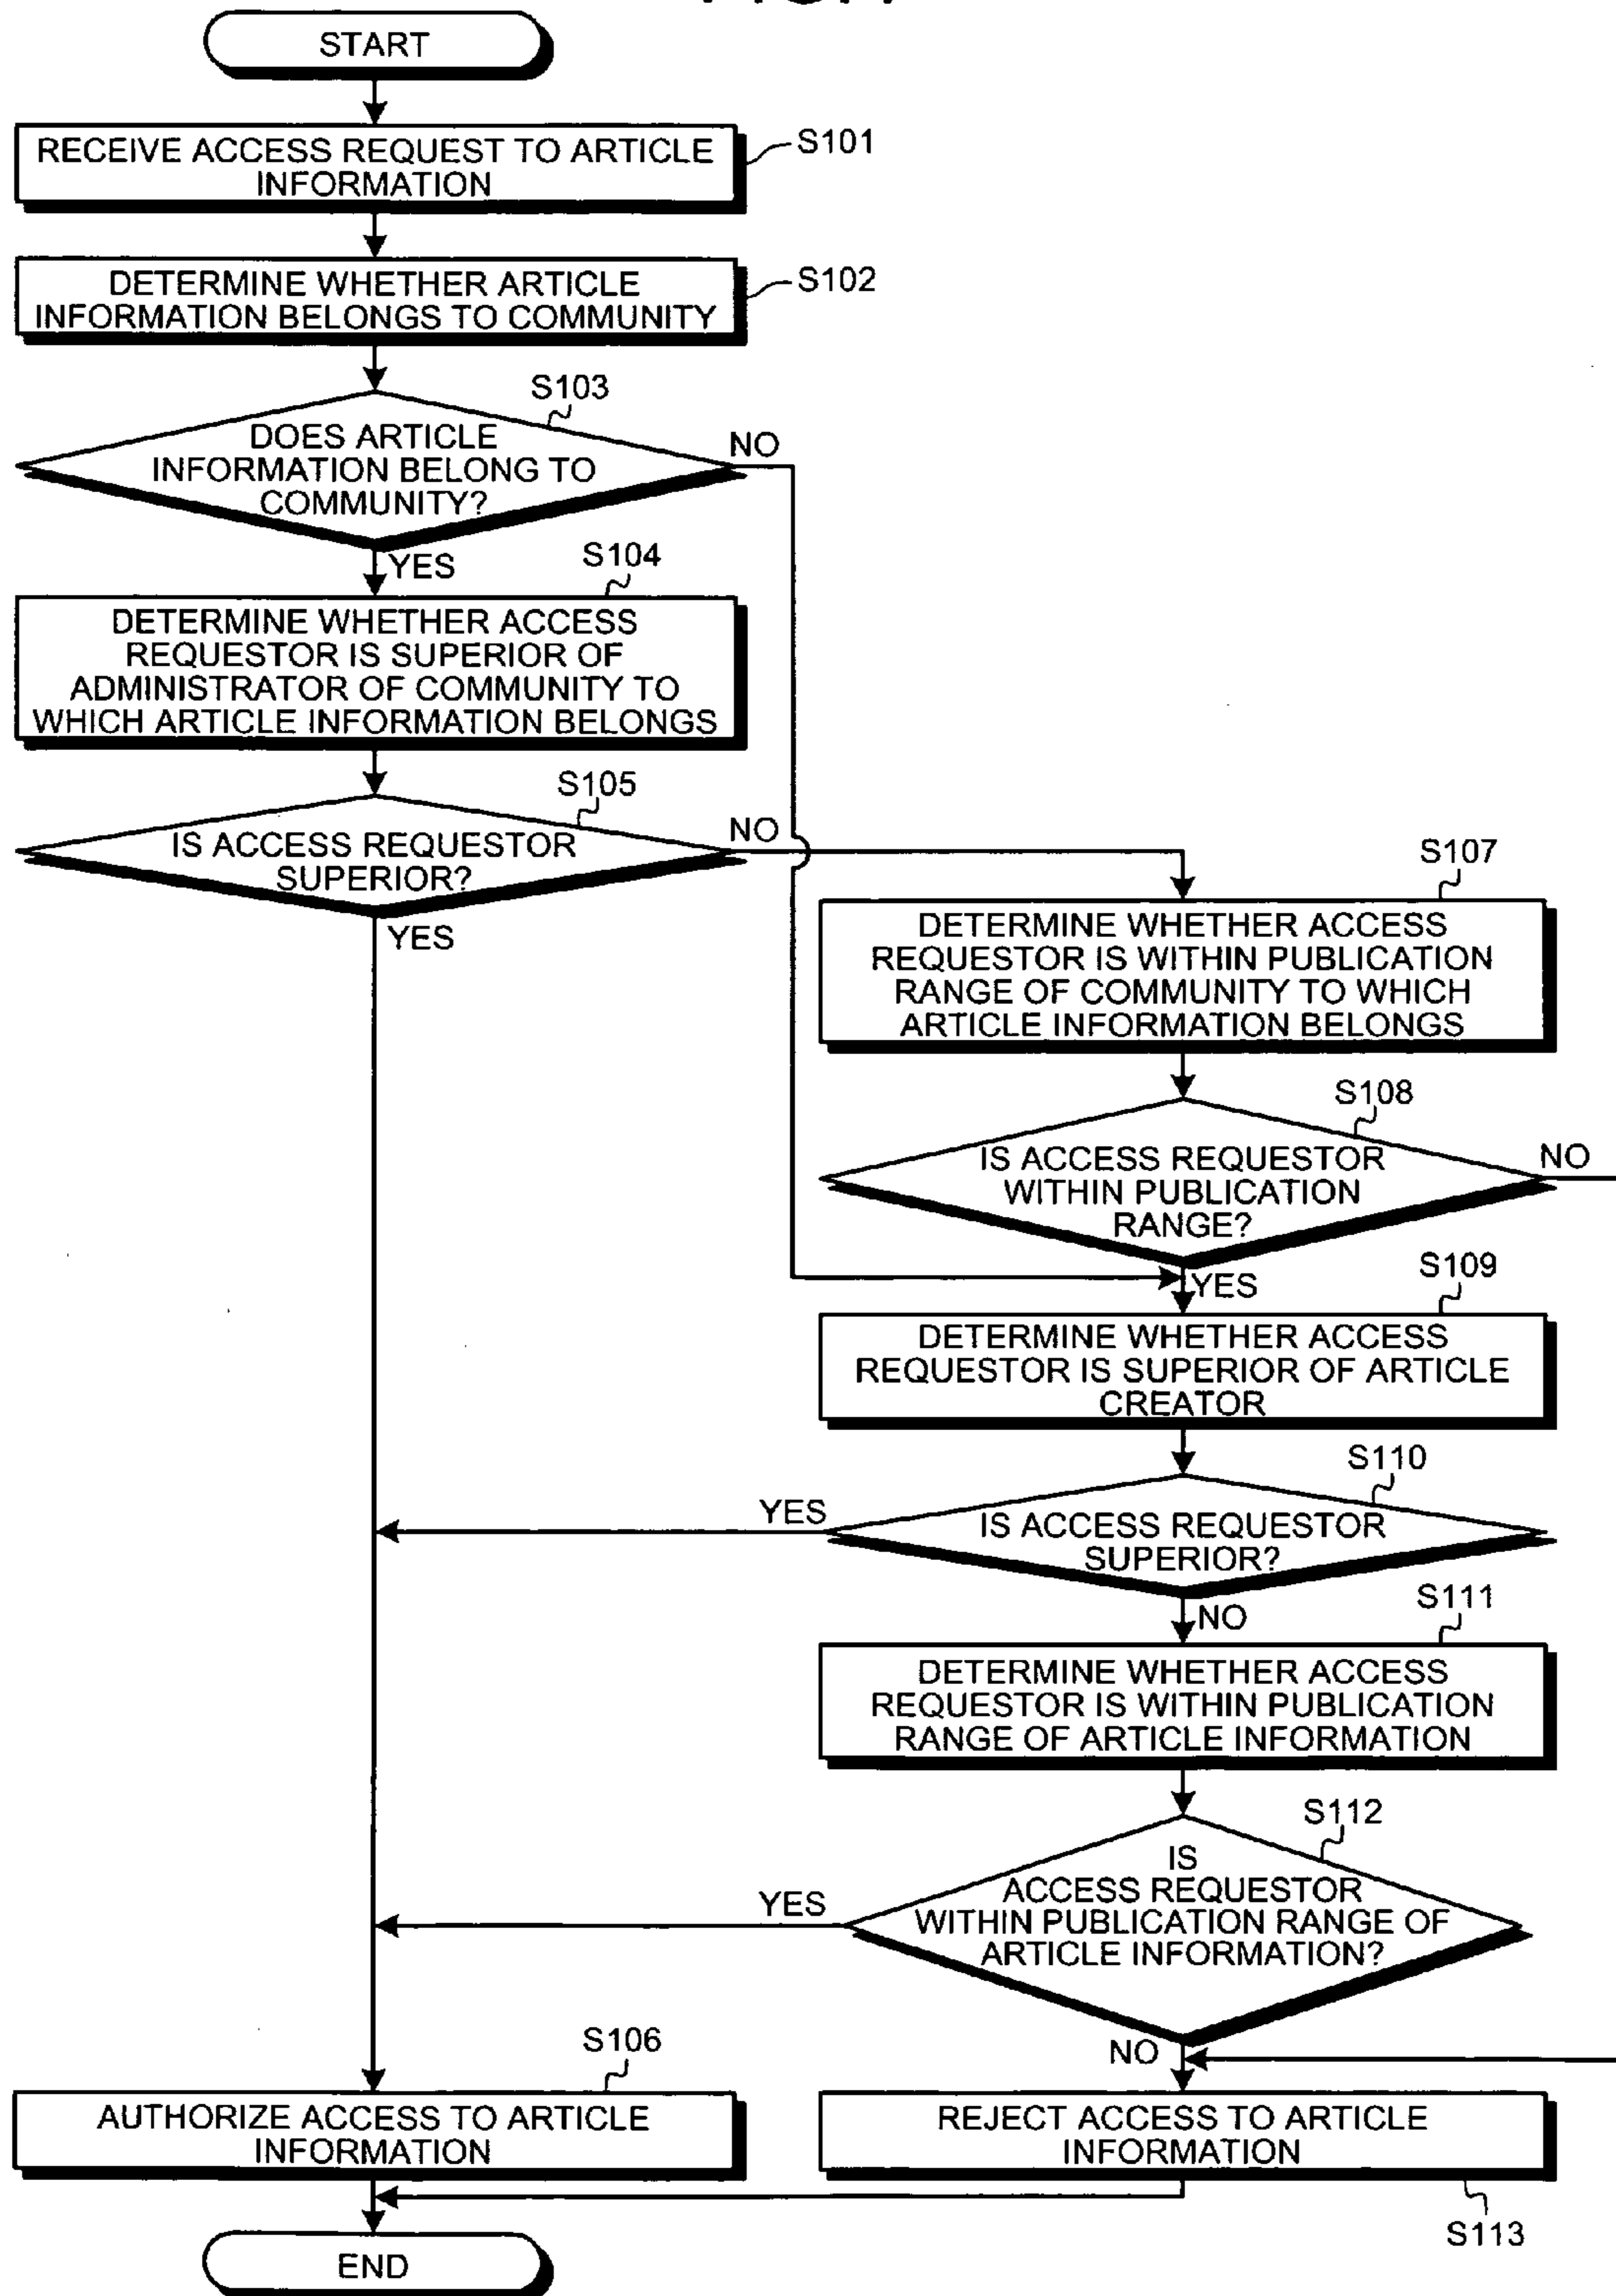 START
RECEIVE ACCESS REQUEST TO ARTICLE
INFORMATION
S101
DETERMINE WHETHER ARTICLE
INFORMATION BELONGS TO COMMUNITY
S102
S103
DOES ARTICLE
INFORMATION BELONG TO
COMMUNITY?
NO
YES
S104
DETERMINE WHETHER ACCESS
REQUESTOR IS SUPERIOR OF
ADMINISTRATOR OF COMMUNITY TO
WHICH ARTICLE INFORMATION BELONGS
S105
IS ACCESS REQUESTOR
SUPERIOR?
NO
YES
S107
DETERMINE WHETHER ACCESS
REQUESTOR IS WITHIN PUBLICATION
RANGE OF COMMUNITY TO WHICH
ARTICLE INFORMATION BELONGS
S108
IS ACCESS REQUESTOR
WITHIN PUBLICATION
RANGE?
NO
YES
S109
DETERMINE WHETHER ACCESS
REQUESTOR IS SUPERIOR OF ARTICLE
CREATOR
S110
IS ACCESS REQUESTOR
SUPERIOR?
YES
NO
S111
DETERMINE WHETHER ACCESS
REQUESTOR IS WITHIN PUBLICATION
RANGE OF ARTICLE INFORMATION
S112
IS
ACCESS REQUESTOR
WITHIN PUBLICATION RANGE OF
ARTICLE INFORMATION?
YES
NO
S106
AUTHORIZE ACCESS TO ARTICLE
INFORMATION
REJECT ACCESS TO ARTICLE
INFORMATION
S113
END